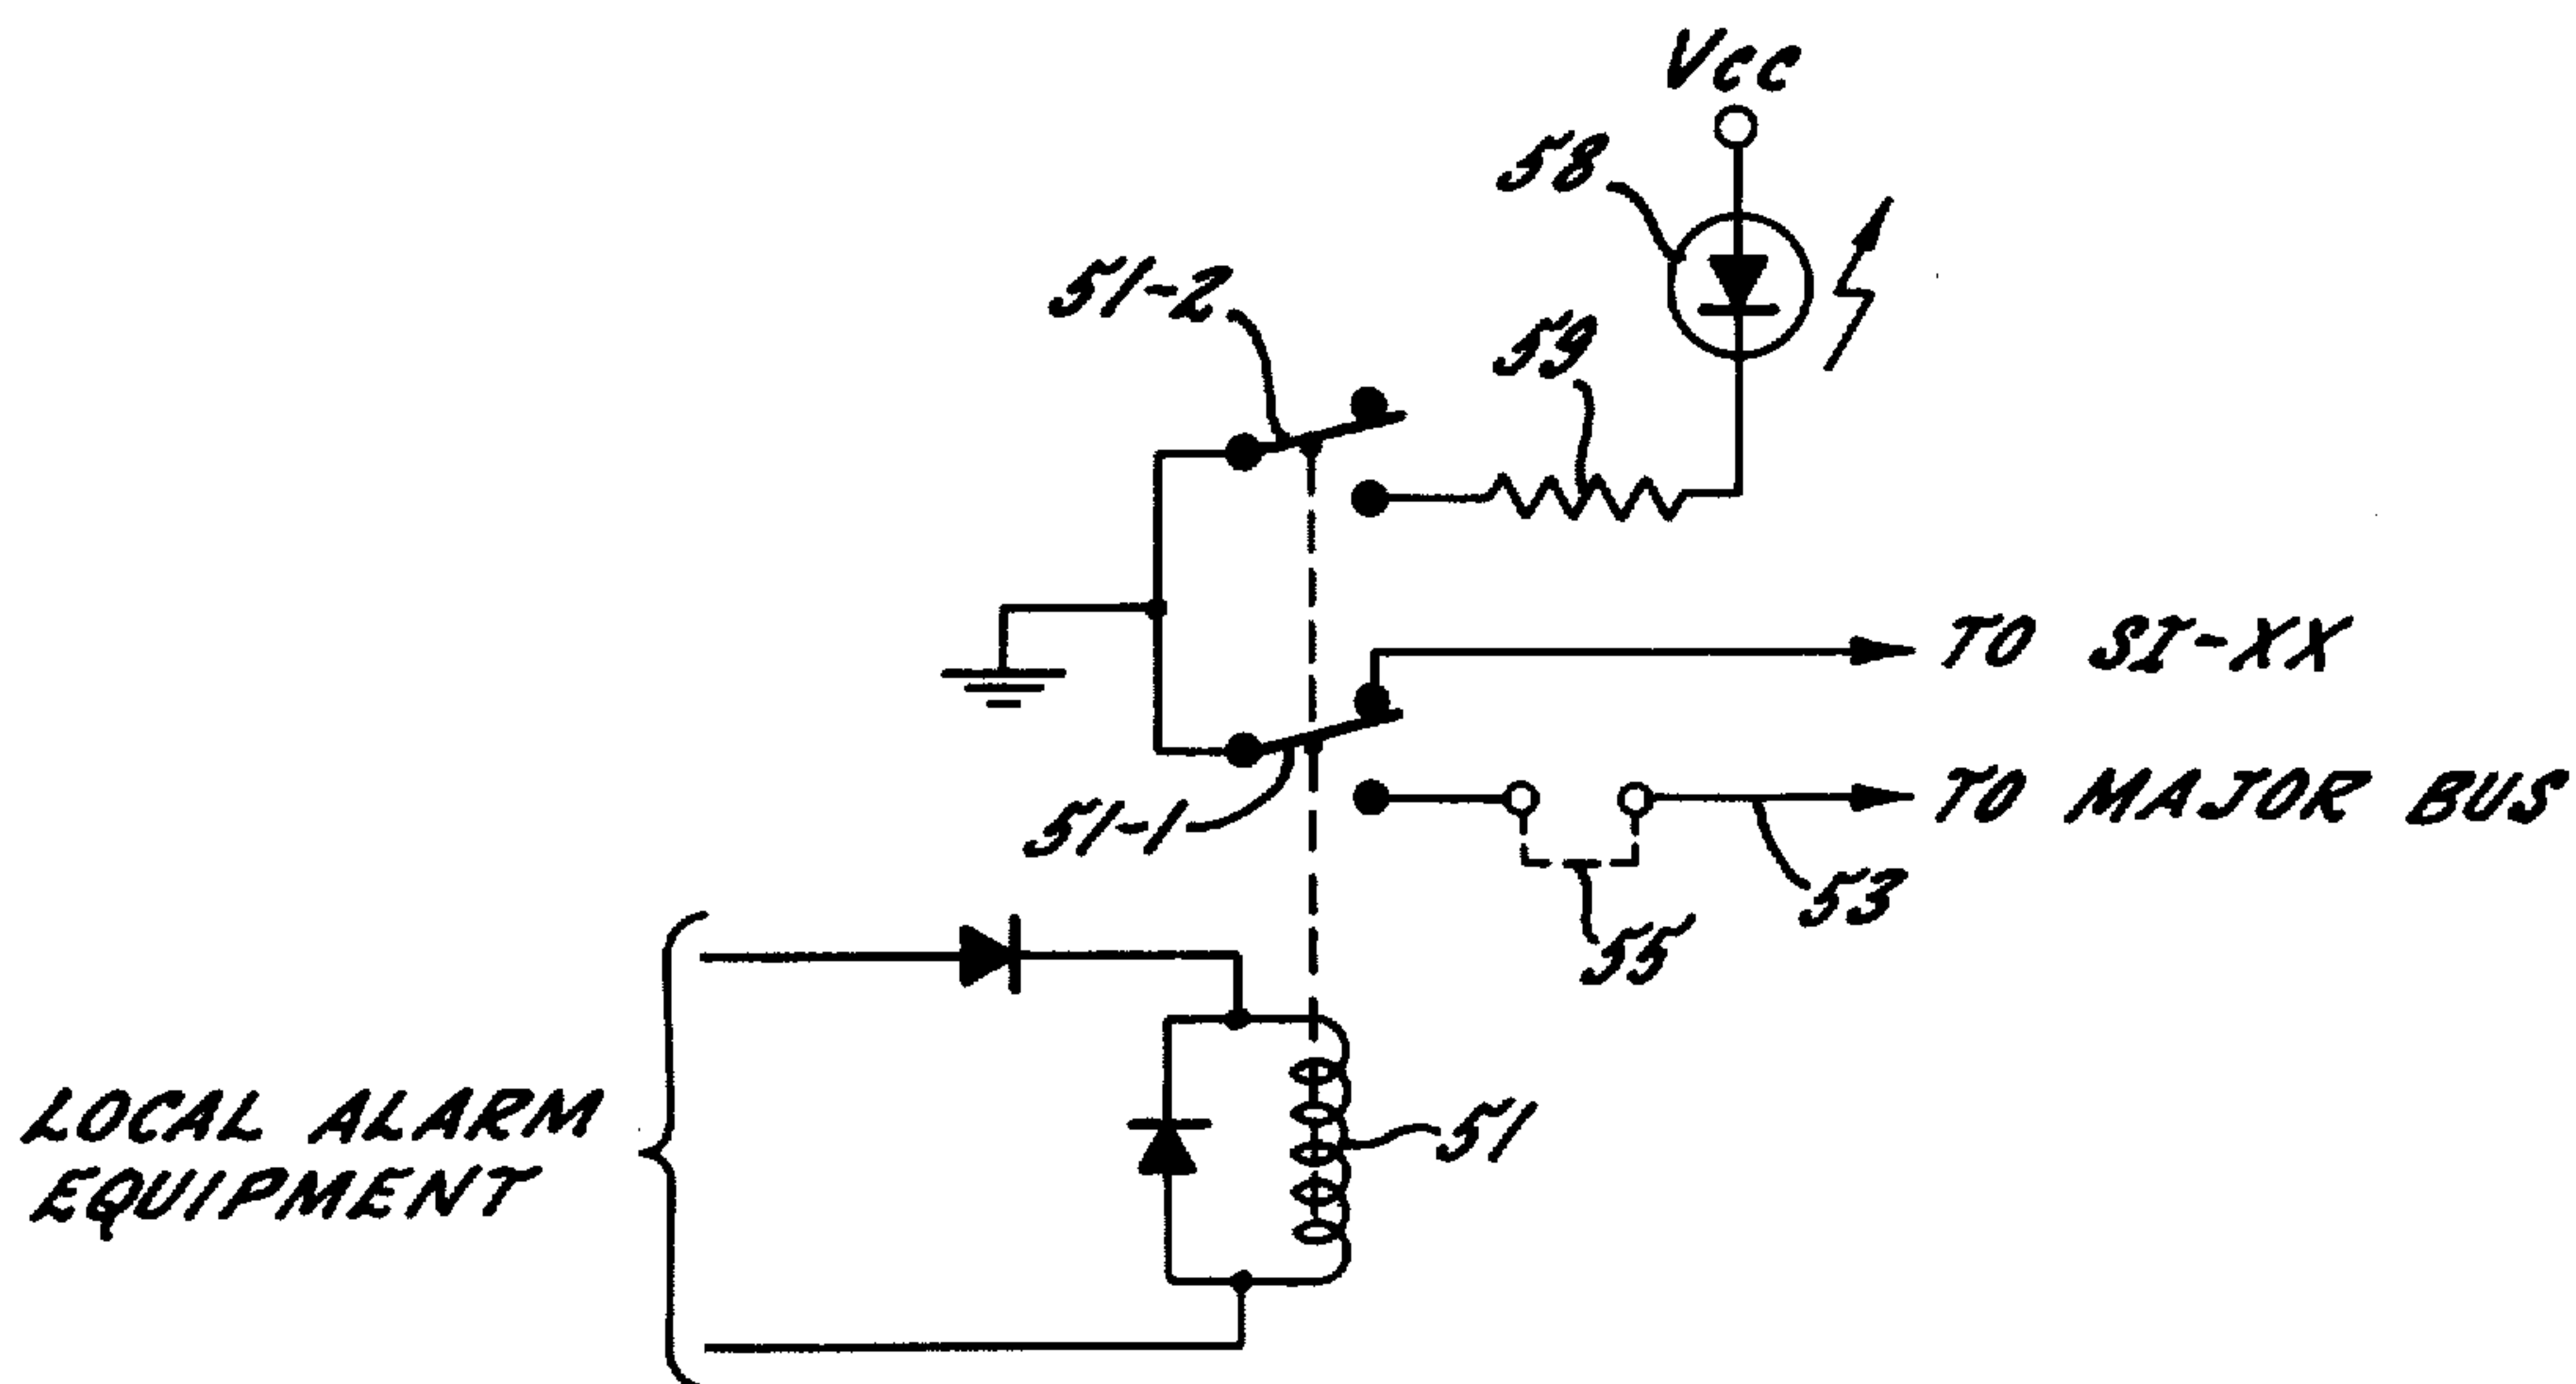 Vcc
58
51-2
59
TO SI-XX
TO MAJOR BUS
51-1
53
55
LOCAL ALARM
EQUIPMENT
51